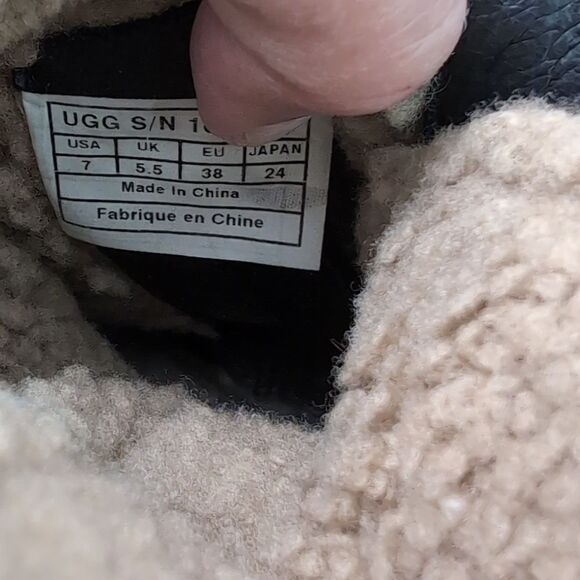 UGG S/N
USA UK EU JAPAN
7 5.5 38 24
Made In China
Fabrique en Chine